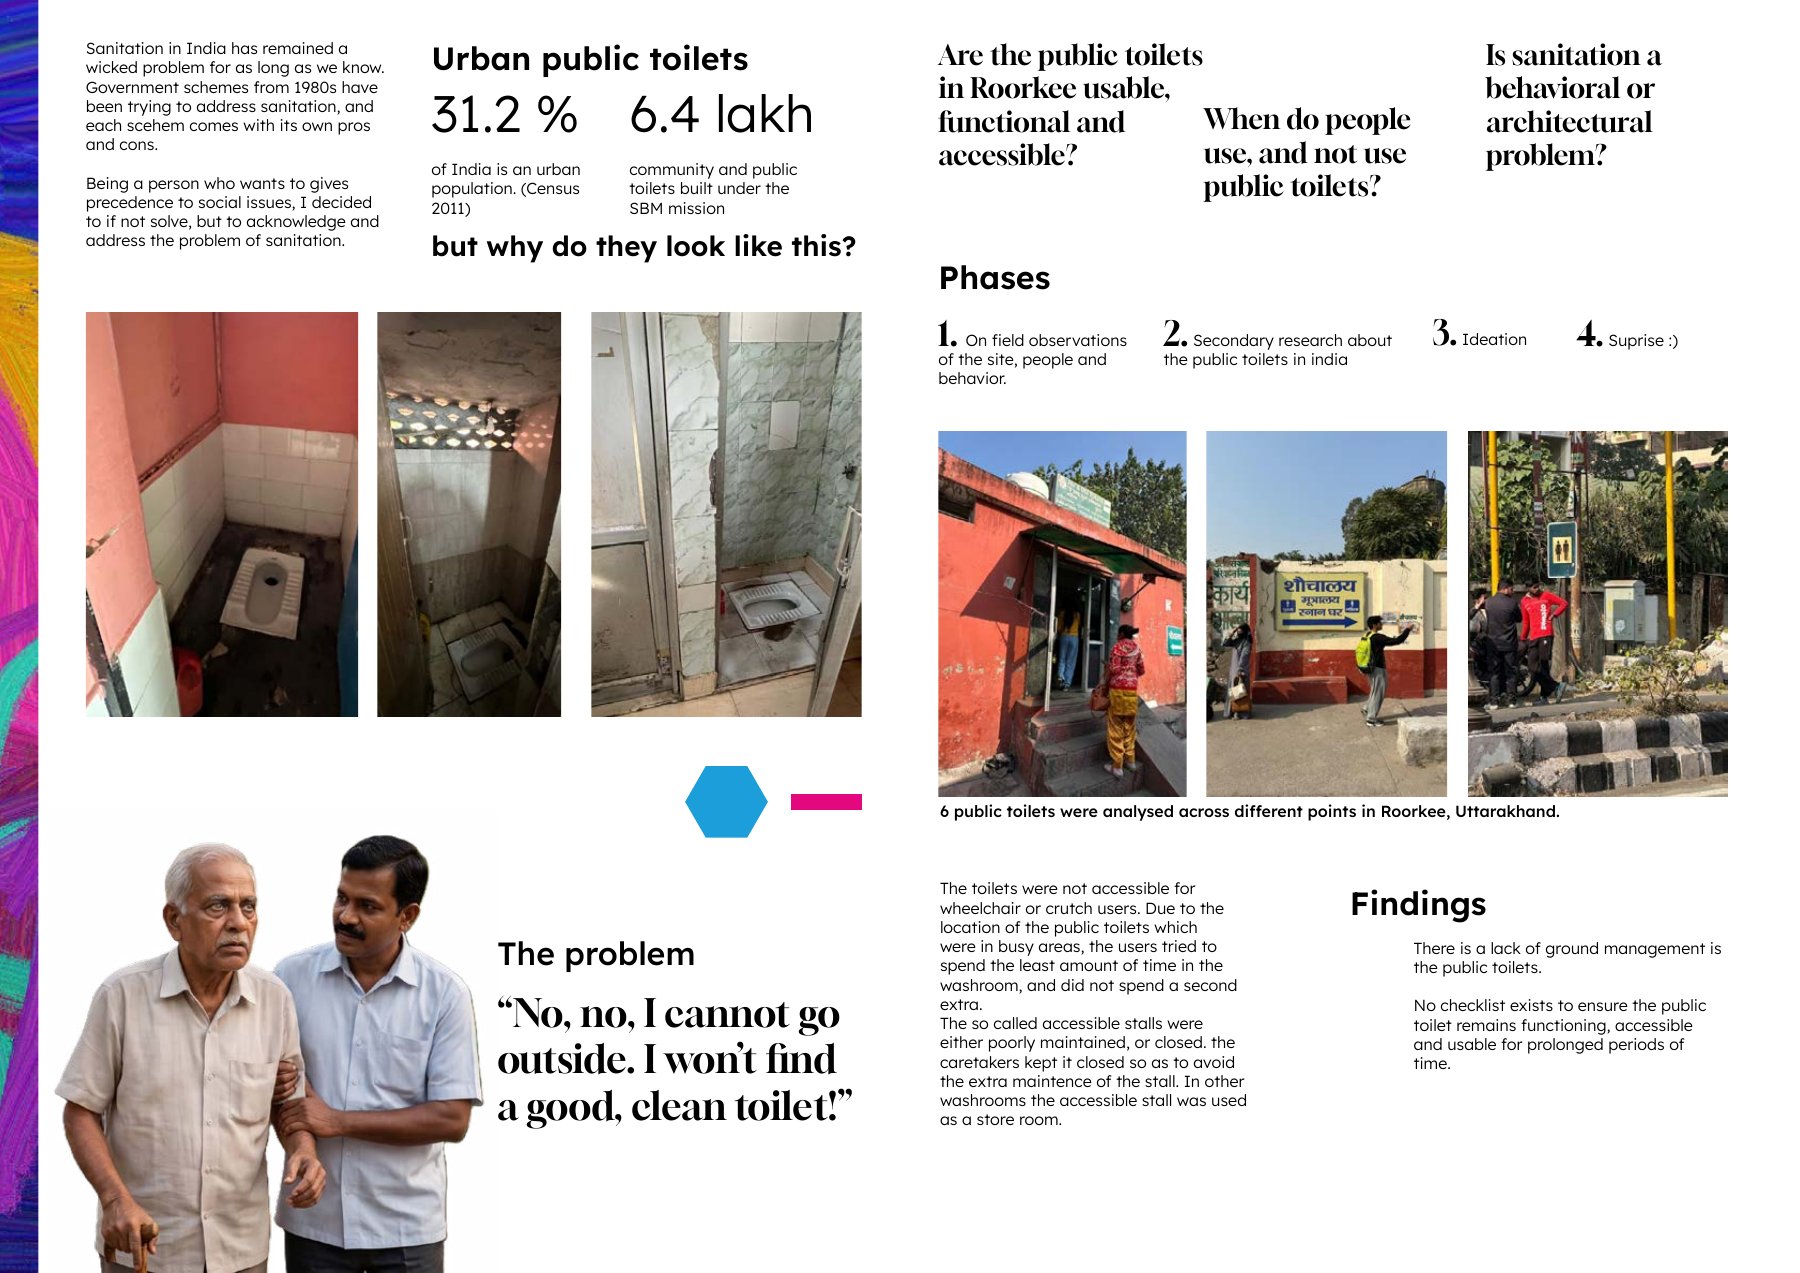 Sanitation in India has remained a
wicked problem for as long as we know.
Government schemes from 1980s have
been trying to address sanitation, and
each scehem comes with its own pros
and cons.
Being a person who wants to gives
precedence to social issues, I decided
to if not solve, but to acknowledge and
address the problem of sanitation.
Urban public toilets
31.2 %
of India is an urban
population. (Census
2011)
6.4 lakh
community and public
toilets built under the
SBM mission
but why do they look like this?
The problem
“No, no, I cannot go
outside. I won’t find
a good, clean toilet!”
Are the public toilets
in Roorkee usable,
functional and
accessible?
When do people
use, and not use
public toilets?
Is sanitation a
behavioral or
architectural
problem?
Phases
1. On field observations
of the site, people and
behavior.
2. Secondary research about
the public toilets in india
3. Ideation
4. Suprise :)
कार्य
शौचालय
मूत्रालय
स्नान घर
6 public toilets were analysed across different points in Roorkee, Uttarakhand.
The toilets were not accessible for
wheelchair or crutch users. Due to the
location of the public toilets which
were in busy areas, the users tried to
spend the least amount of time in the
washroom, and did not spend a second
extra.
The so called accessible stalls were
either poorly maintained, or closed. the
caretakers kept it closed so as to avoid
the extra maintence of the stall. In other
washrooms the accessible stall was used
as a store room.
Findings
There is a lack of ground management is
the public toilets.
No checklist exists to ensure the public
toilet remains functioning, accessible
and usable for prolonged periods of
time.